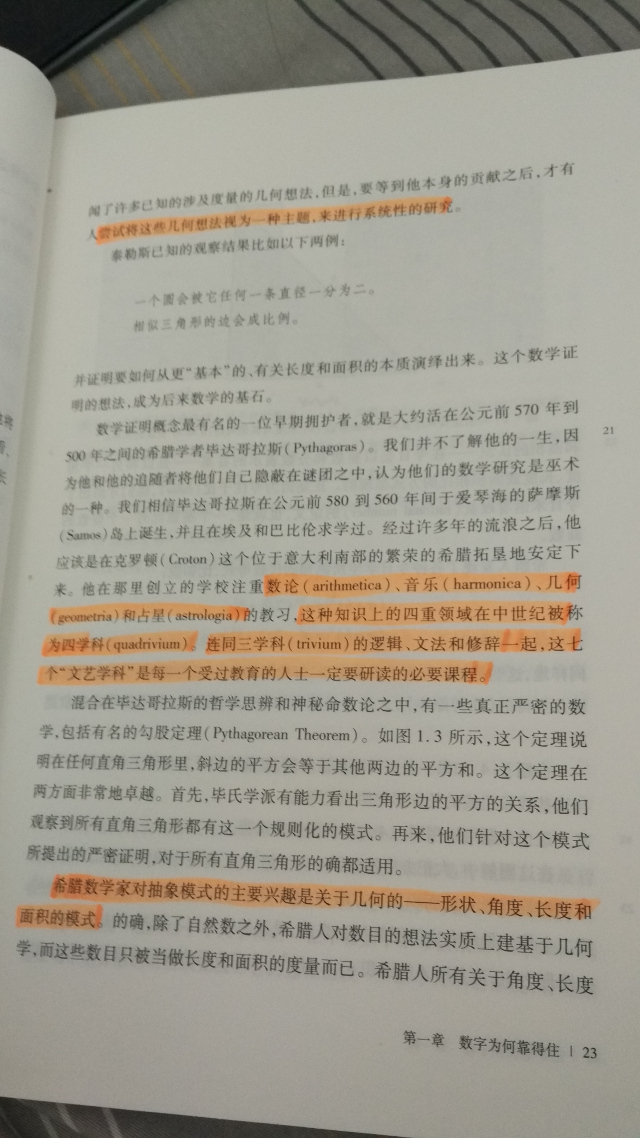 闻了许多已知的涉及度量的几何想法,但是,要等到他本身的贡献之后,才有
人尝试将这些几何想法视为一种主题,来进行系统性的研究。
泰勒斯已知的观察结果比如以下两例:
一个圆会被它任何一条直径一分为二。
相似三角形的边会成比例。
并证明要如何从更“基本”的、有关长度和面积的本质演绎出来。这个数学证
明的想法,成为后来数学的基石。
数学证明概念最有名的一位早期拥护者,就是大约活在公元前 570 年到
500 年之间的希腊学者毕达哥拉斯(Pythagoras)。我们并不了解他的一生,因
21
为他和他的追随者将他们自己隐蔽在谜团之中,认为他们的数学研究是巫术
的一种。我们相信毕达哥拉斯在公元前 580 到 560 年间于爱琴海的萨摩斯
(Samos)岛上诞生,并且在埃及和巴比伦求学过。经过许多年的流浪之后,他
应该是在克罗顿(Croton)这个位于意大利南部的繁荣的希腊拓垦地安定下
来。他在那里创立的学校注重数论(arithmetica)、音乐(harmonica)、几何
(geometria)和占星(astrologia)的教习,这种知识上的四重领域在中世纪被称
为四学科(quadrivium)。连同三学科(trivium)的逻辑、文法和修辞一起,这七
个“文艺学科”是每一个受过教育的人士一定要研读的必要课程。
混合在毕达哥拉斯的哲学思辨和神秘命数论之中,有一些真正严密的数
学,包括有名的勾股定理(Pythagorean Theorem)。如图 1.3 所示,这个定理说
明在任何直角三角形里,斜边的平方会等于其他两边的平方和。这个定理在
两方面非常地卓越。首先,毕氏学派有能力看出三角形边的平方的关系,他们
观察到所有直角三角形都有这一个规则化的模式。再来,他们针对这个模式
所提出的严密证明,对于所有直角三角形的确都适用。
希腊数学家对抽象模式的主要兴趣是关于几何的——形状、角度、长度和
面积的模式。的确,除了自然数之外,希腊人对数目的想法实质上建基于几何
学,而这些数目只被当做长度和面积的度量而已。希腊人所有关于角度、长度
第一章 数字为何靠得住 | 23